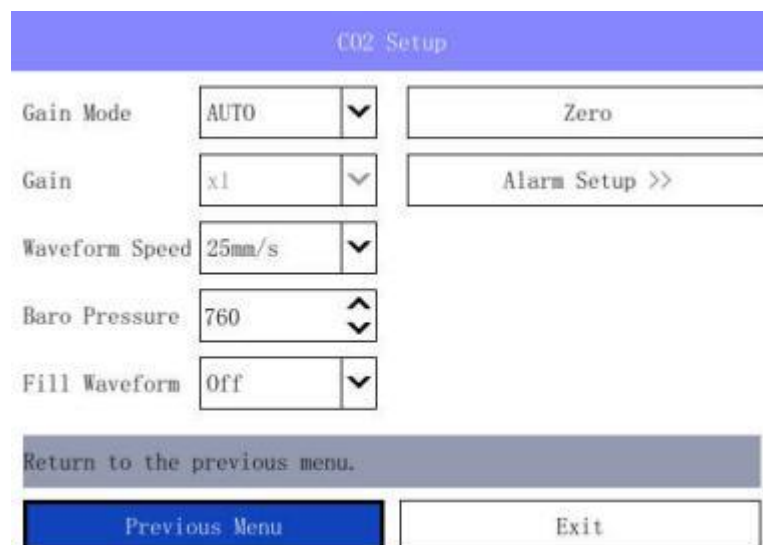 CO2 Setup
Gain Mode AUTO Zero
Gain x1 Alarm Setup >>
Waveform Speed 25mm/s
Baro Pressure 760
Fill Waveform Off
Return to the previous menu.
Previous Menu Exit